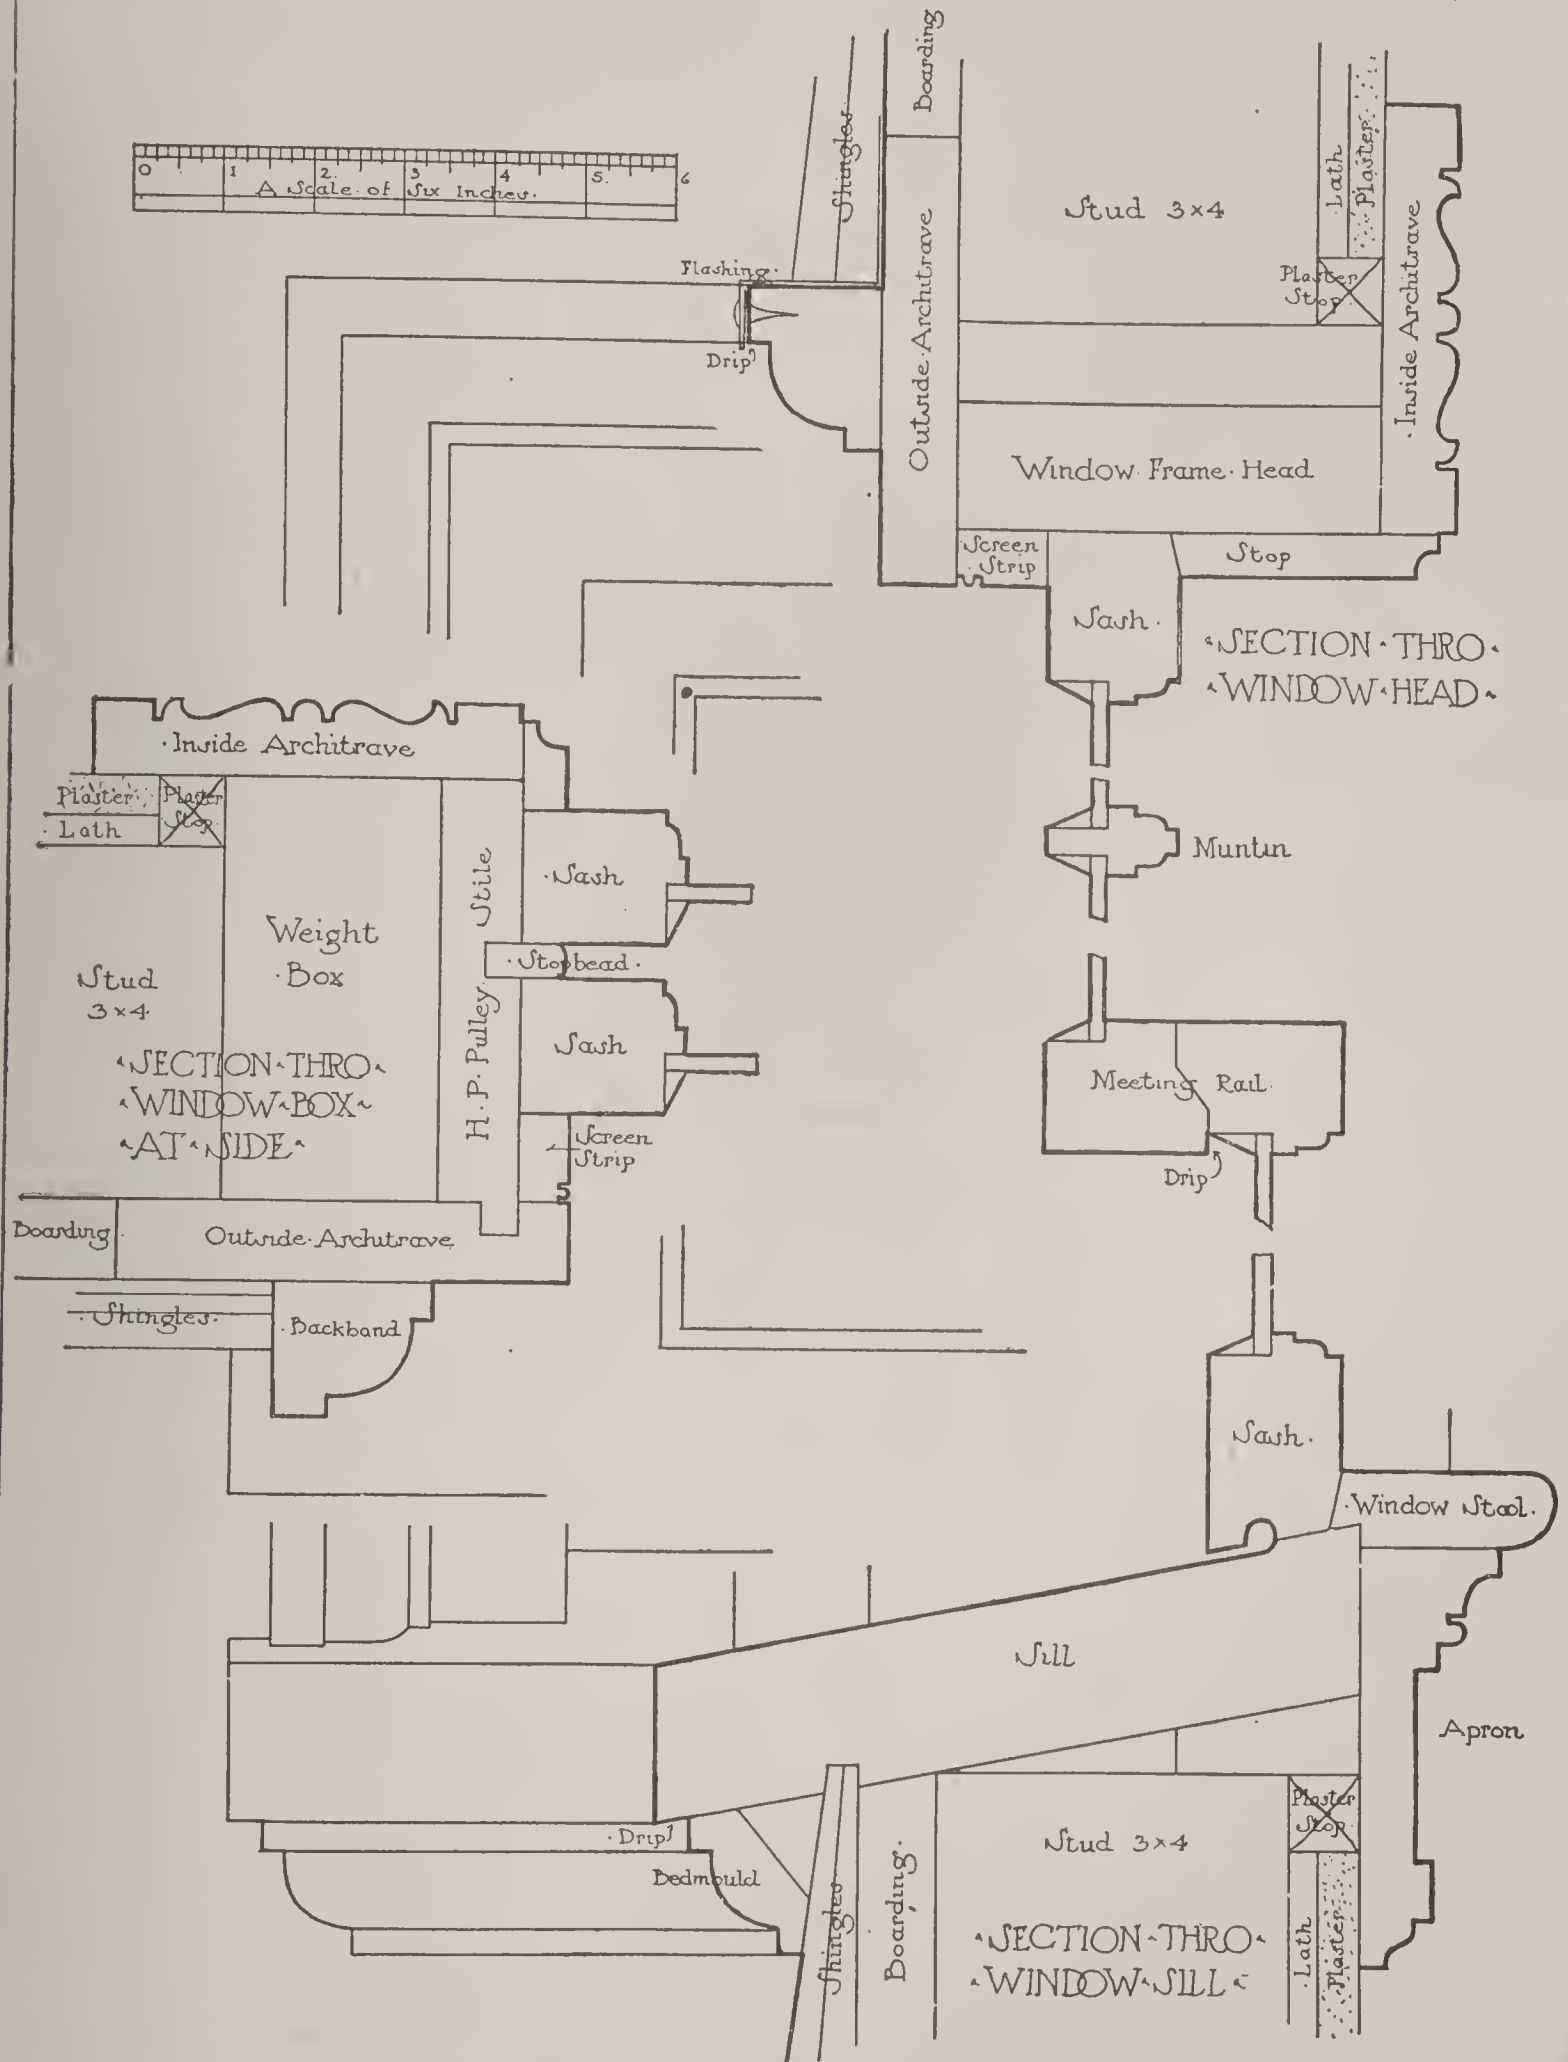 Boarding
Shingles
0 1 2. 3 4 5. 6
A Scale of Six Inches.
Stud 3×4
Lath
Plaster
Flashing.
Drip
Outside Architrave
Plaster
Stop
Inside Architrave
Window Frame Head
Screen
Strip
Stop
Sash
SECTION THRO
WINDOW HEAD
Inside Architrave
Plaster
Lath
Plaster
Stop
Weight
Box
Stud
3×4
H. P. Pulley Stile
Sash
Stopbead
Sash
Screen
Strip
SECTION THRO
WINDOW BOX
AT SIDE
Boarding
Outside Architrave
Shingles
Backband
Muntin
Meeting Rail
Drip
Sash
Window Stool
Sill
Apron
Drip
Bedmould
Shingles
Boarding
Stud 3×4
Plaster
Stop
Lath
Plaster
SECTION THRO
WINDOW SILL